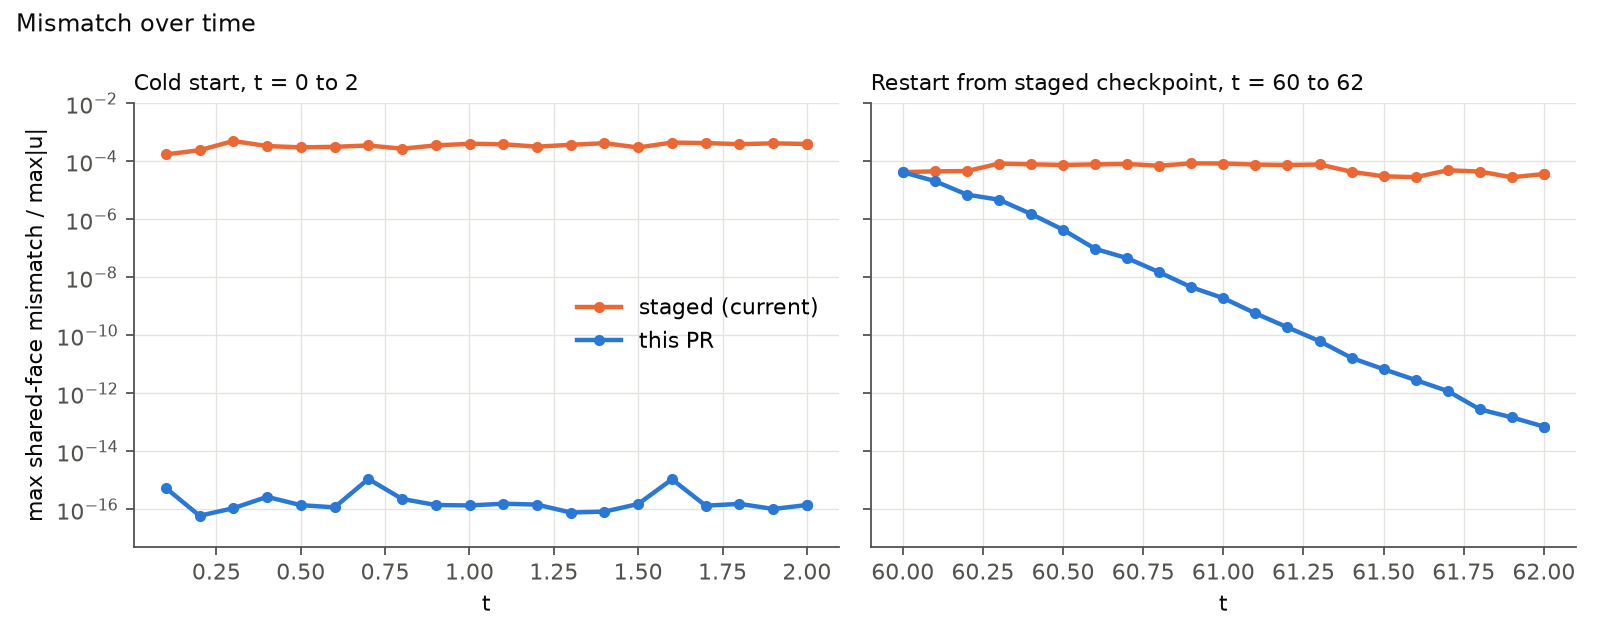 Mismatch over time
Cold start, t = 0 to 2
max shared-face mismatch / max|u|
10⁻²
10⁻⁴
10⁻⁶
10⁻⁸
10⁻¹⁰
10⁻¹²
10⁻¹⁴
10⁻¹⁶
staged (current)
this PR
0.25 0.50 0.75 1.00 1.25 1.50 1.75 2.00
t
Restart from staged checkpoint, t = 60 to 62
60.00 60.25 60.50 60.75 61.00 61.25 61.50 61.75 62.00
t